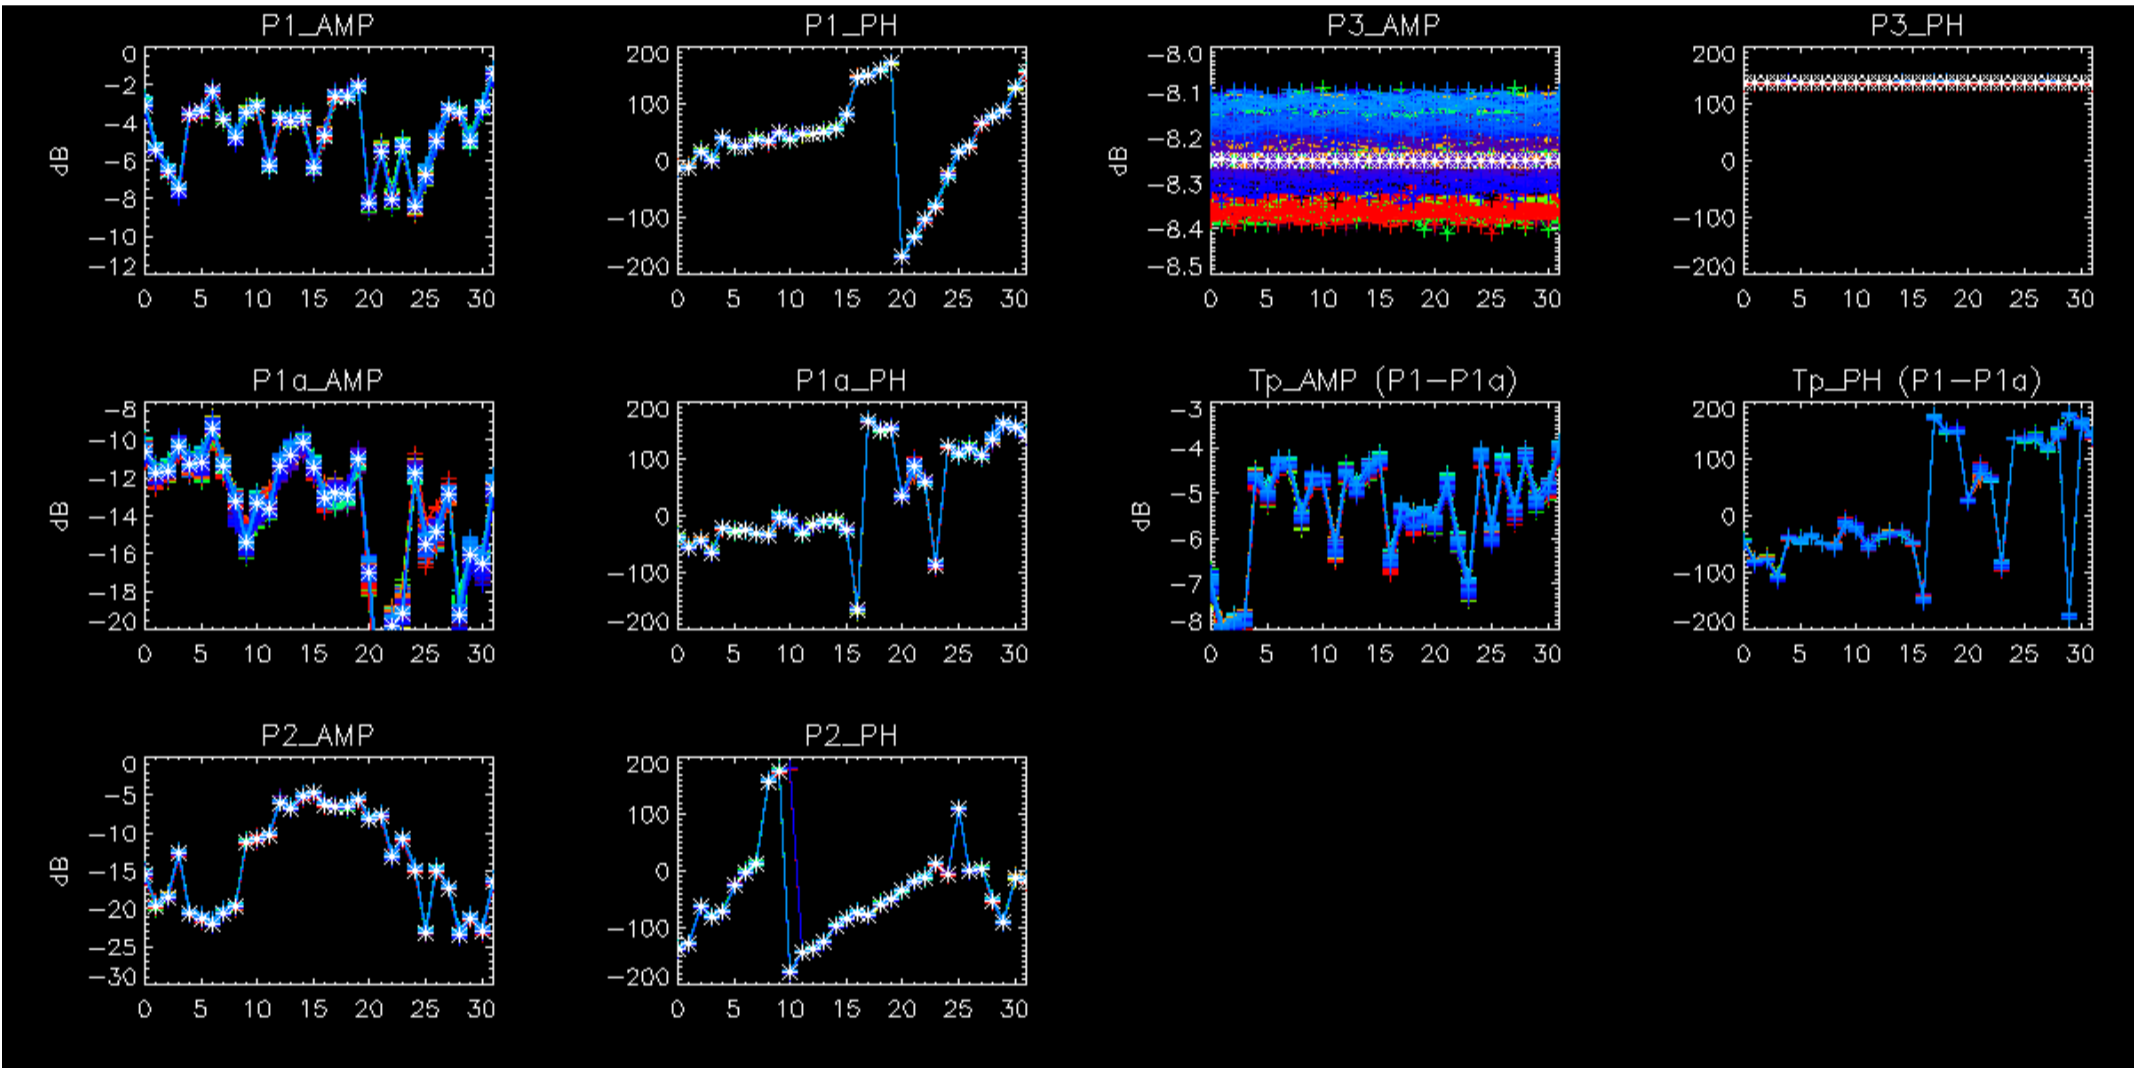 P1_AMP P1_PH P3_AMP P3_PH
0 200 -8.0 200
-2 100 -8.1 100
-4 0 -8.2 0
-6 -100 -8.3 -100
-8 -200 -8.4 -200
-10 -8.5
-12
dB dB
0 5 10 15 20 25 30 0 5 10 15 20 25 30 0 5 10 15 20 25 30 0 5 10 15 20 25 30
P1a_AMP P1a_PH Tp_AMP (P1-P1a) Tp_PH (P1-P1a)
-8 200 -3 200
-10 100 -4 100
-12 0 -5 0
-14 -100 -6 -100
-16 -200 -7 -200
-18 -8
-20
dB dB
0 5 10 15 20 25 30 0 5 10 15 20 25 30 0 5 10 15 20 25 30 0 5 10 15 20 25 30
P2_AMP P2_PH
0 200
-5 100
-10 0
-15 -100
-20 -200
-25
-30
dB
0 5 10 15 20 25 30 0 5 10 15 20 25 30